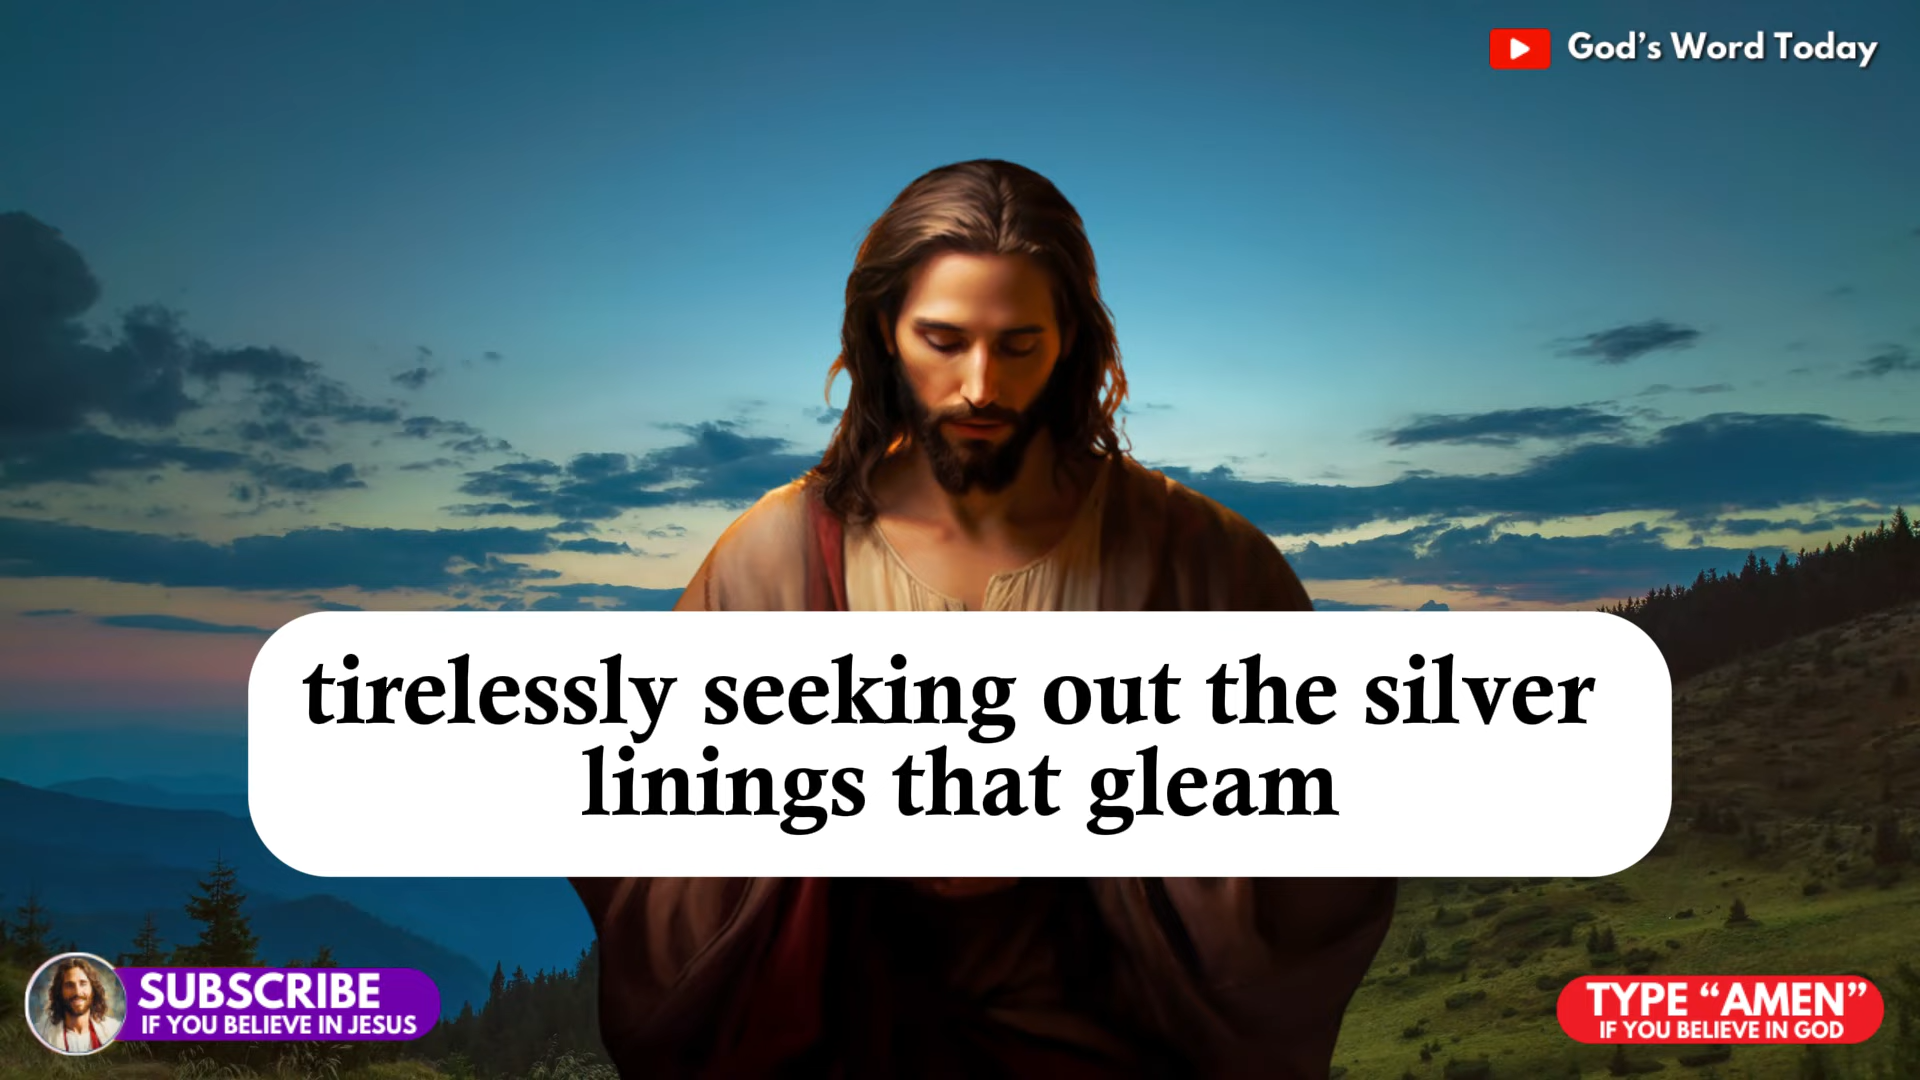 God’s Word Today
tirelessly seeking out the silver
linings that gleam
SUBSCRIBE
IF YOU BELIEVE IN JESUS
TYPE “AMEN”
IF YOU BELIEVE IN GOD